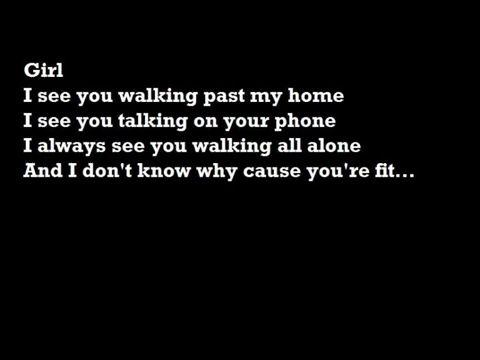 Girl
I see you walking past my home
I see you talking on your phone
I always see you walking all alone
And I don't know why cause you're fit...